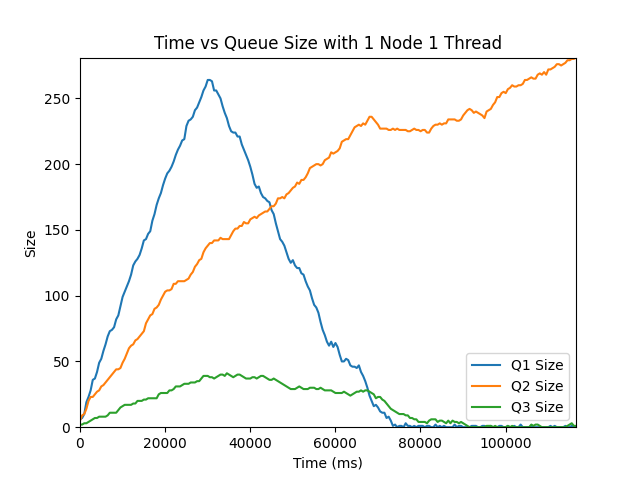 Time vs Queue Size with 1 Node 1 Thread
250
200
150
100
50
0
Size
Q1 Size
Q2 Size
Q3 Size
0 20000 40000 60000 80000 100000
Time (ms)